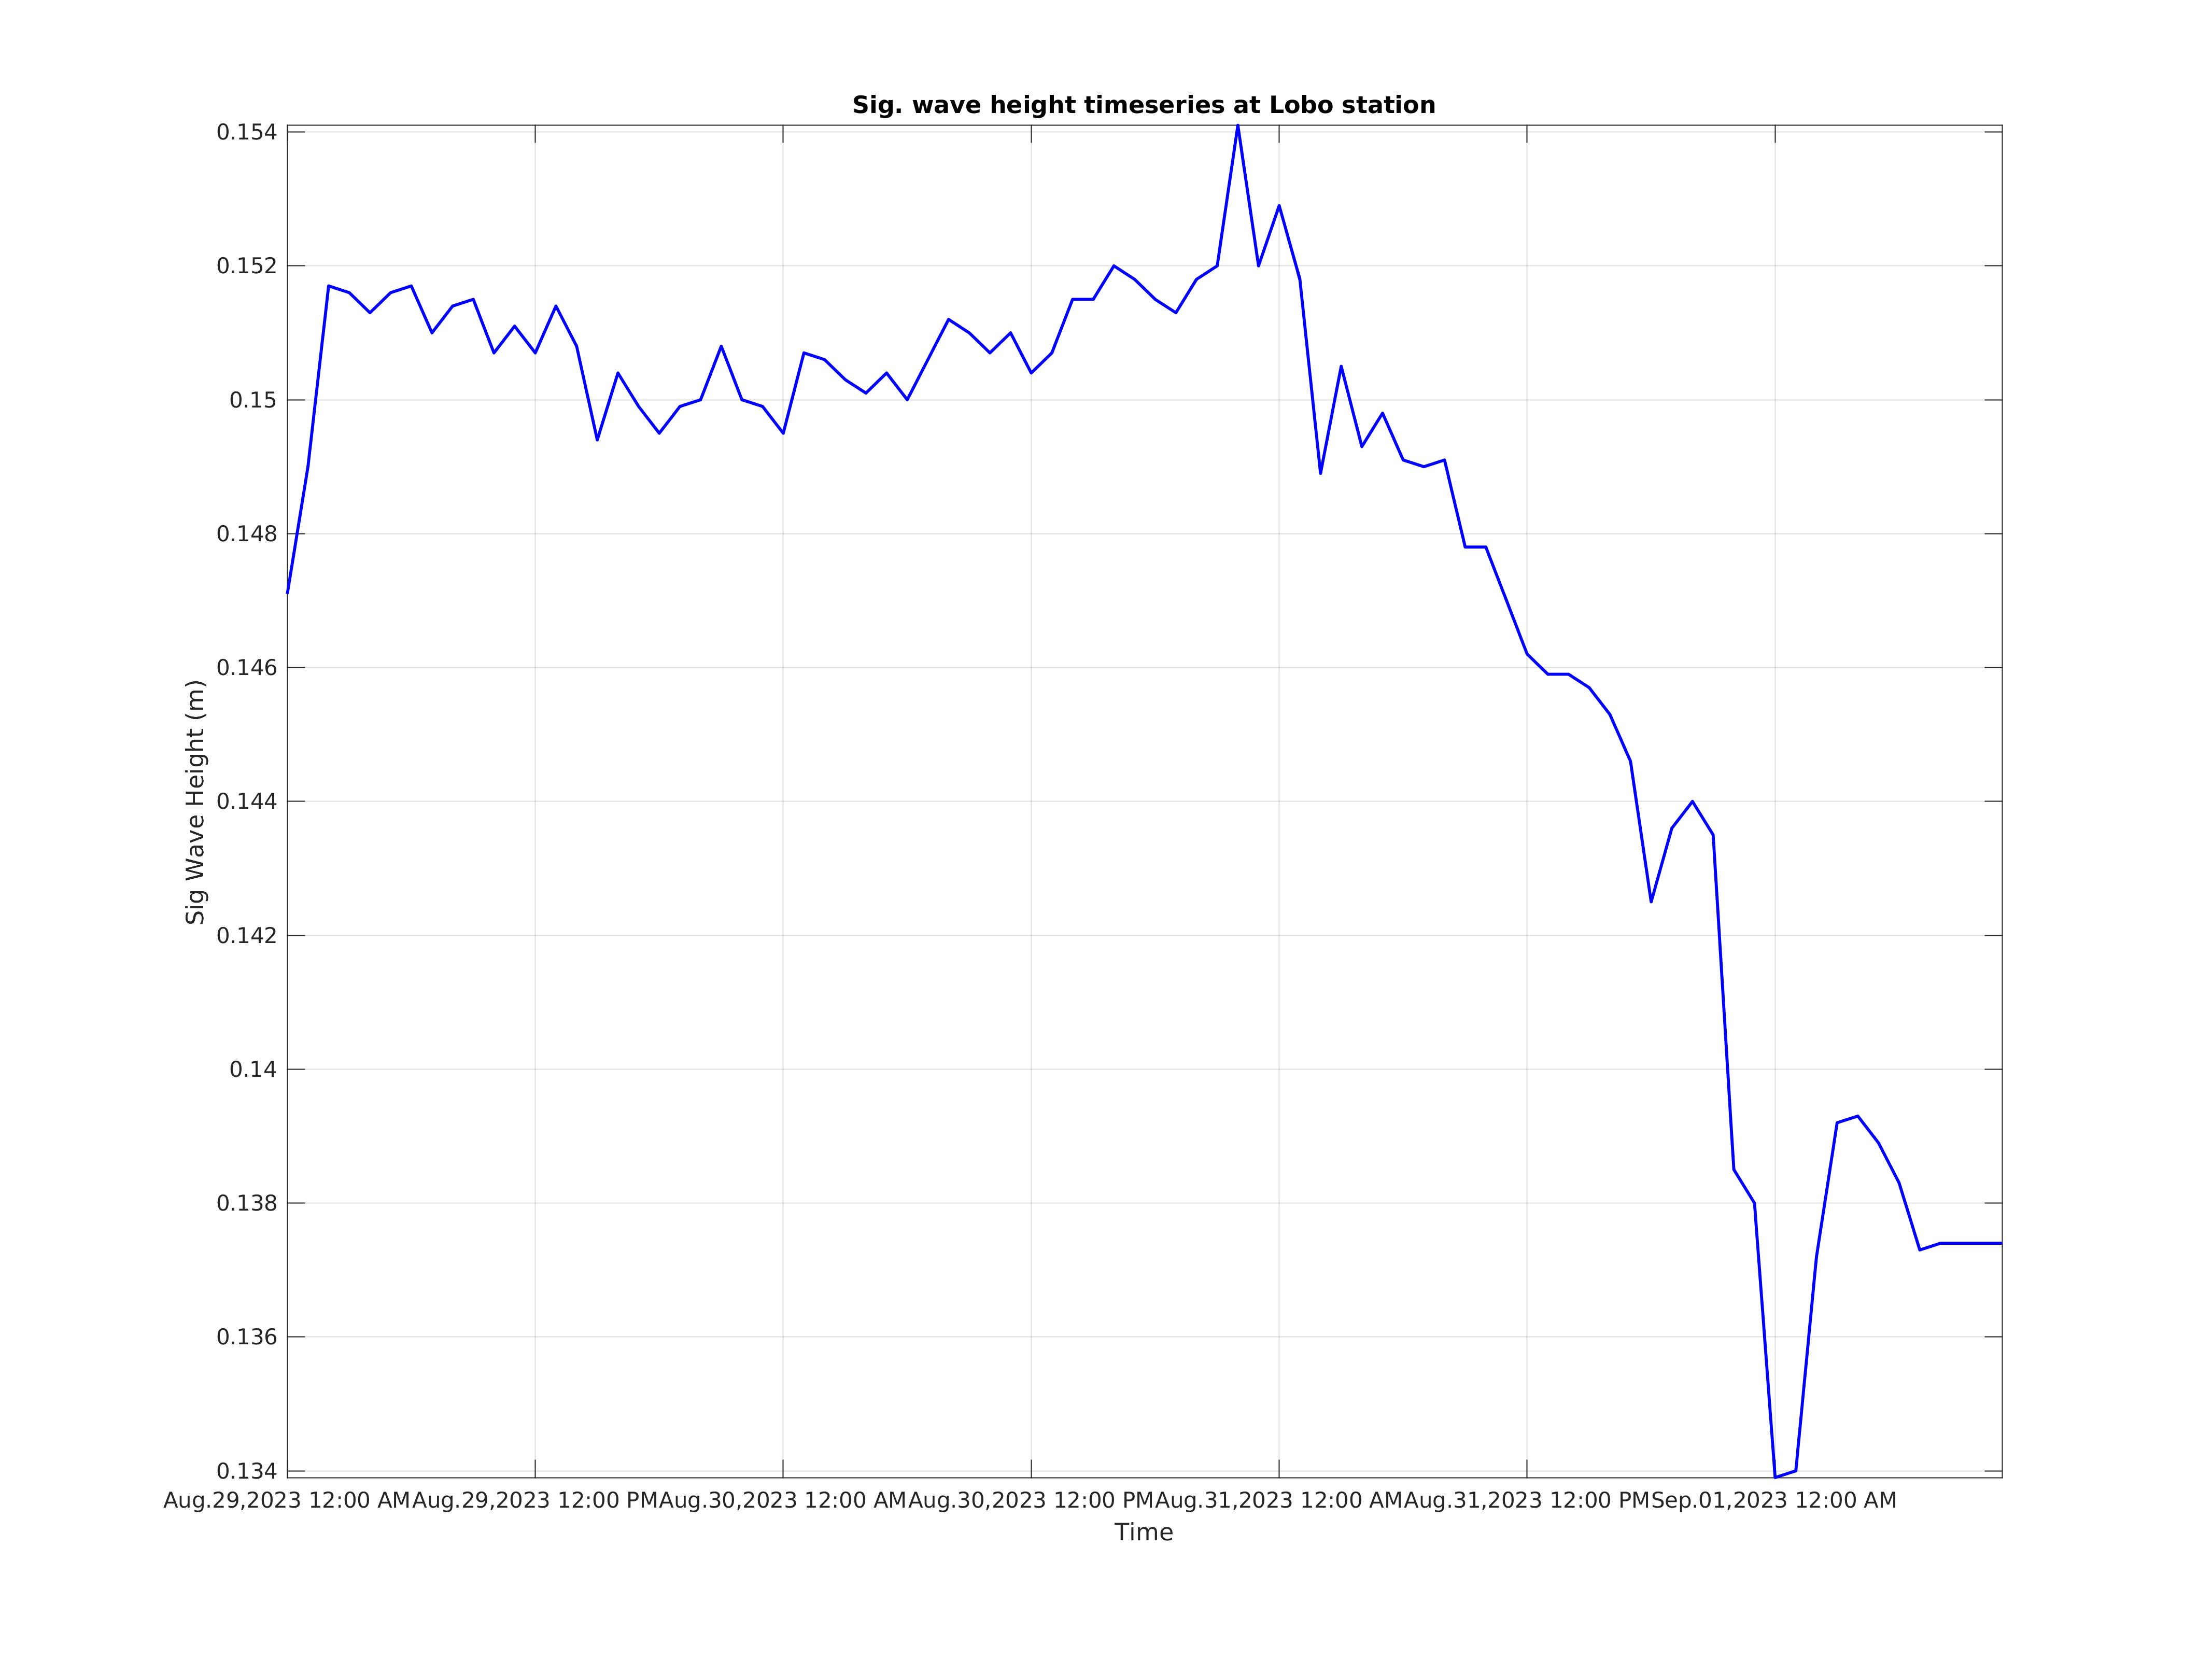 Sig. wave height timeseries at Lobo station
0.154
0.152
0.15
0.148
0.146
0.144
0.142
0.14
0.138
0.136
0.134
Sig Wave Height (m)
Aug.29,2023 12:00 AM Aug.29,2023 12:00 PM Aug.30,2023 12:00 AM Aug.30,2023 12:00 PM Aug.31,2023 12:00 AM Aug.31,2023 12:00 PM Sep.01,2023 12:00 AM
Time